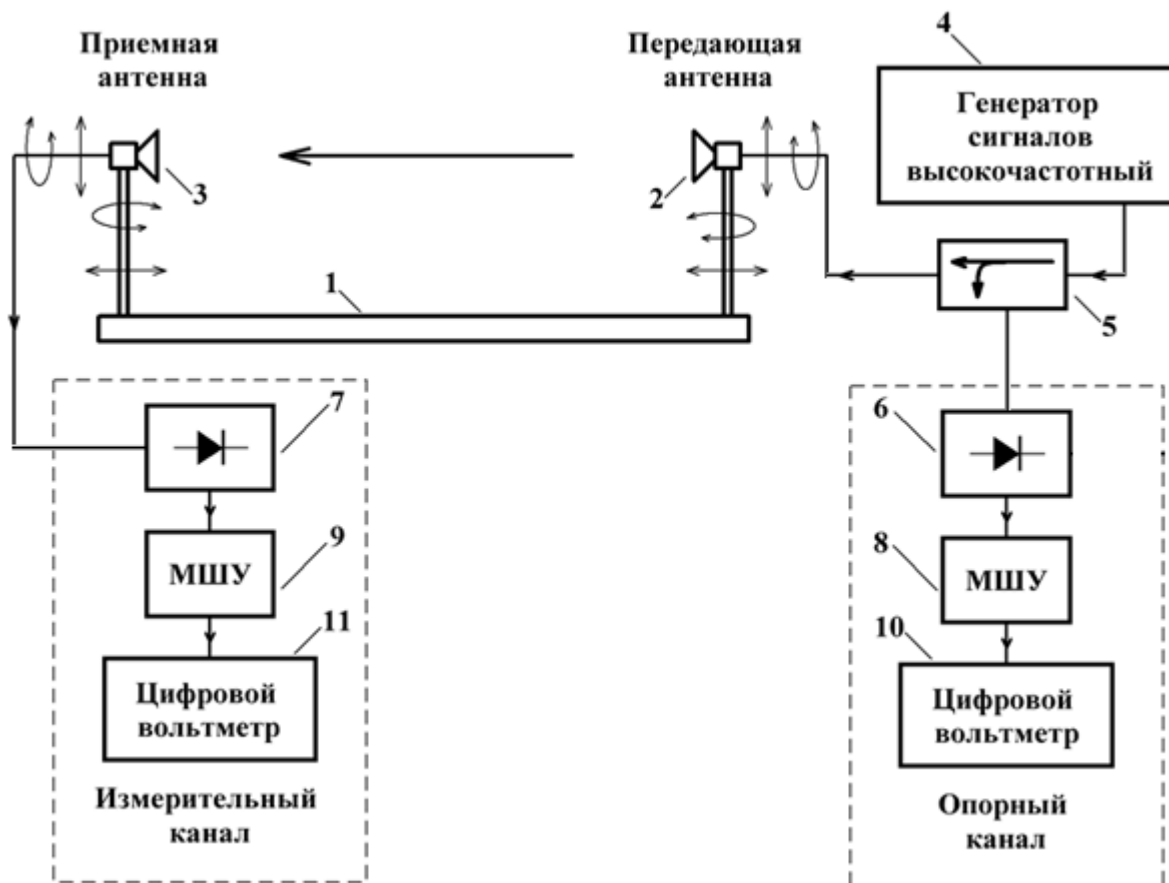 Приемная
антенна
Передающая
антенна
4
Генератор
сигналов
высокочастотный
3
2
1
5
7
6
9
МШУ
8
МШУ
11
Цифровой
вольтметр
10
Цифровой
вольтметр
Измерительный
канал
Опорный
канал